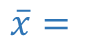 x̄ =